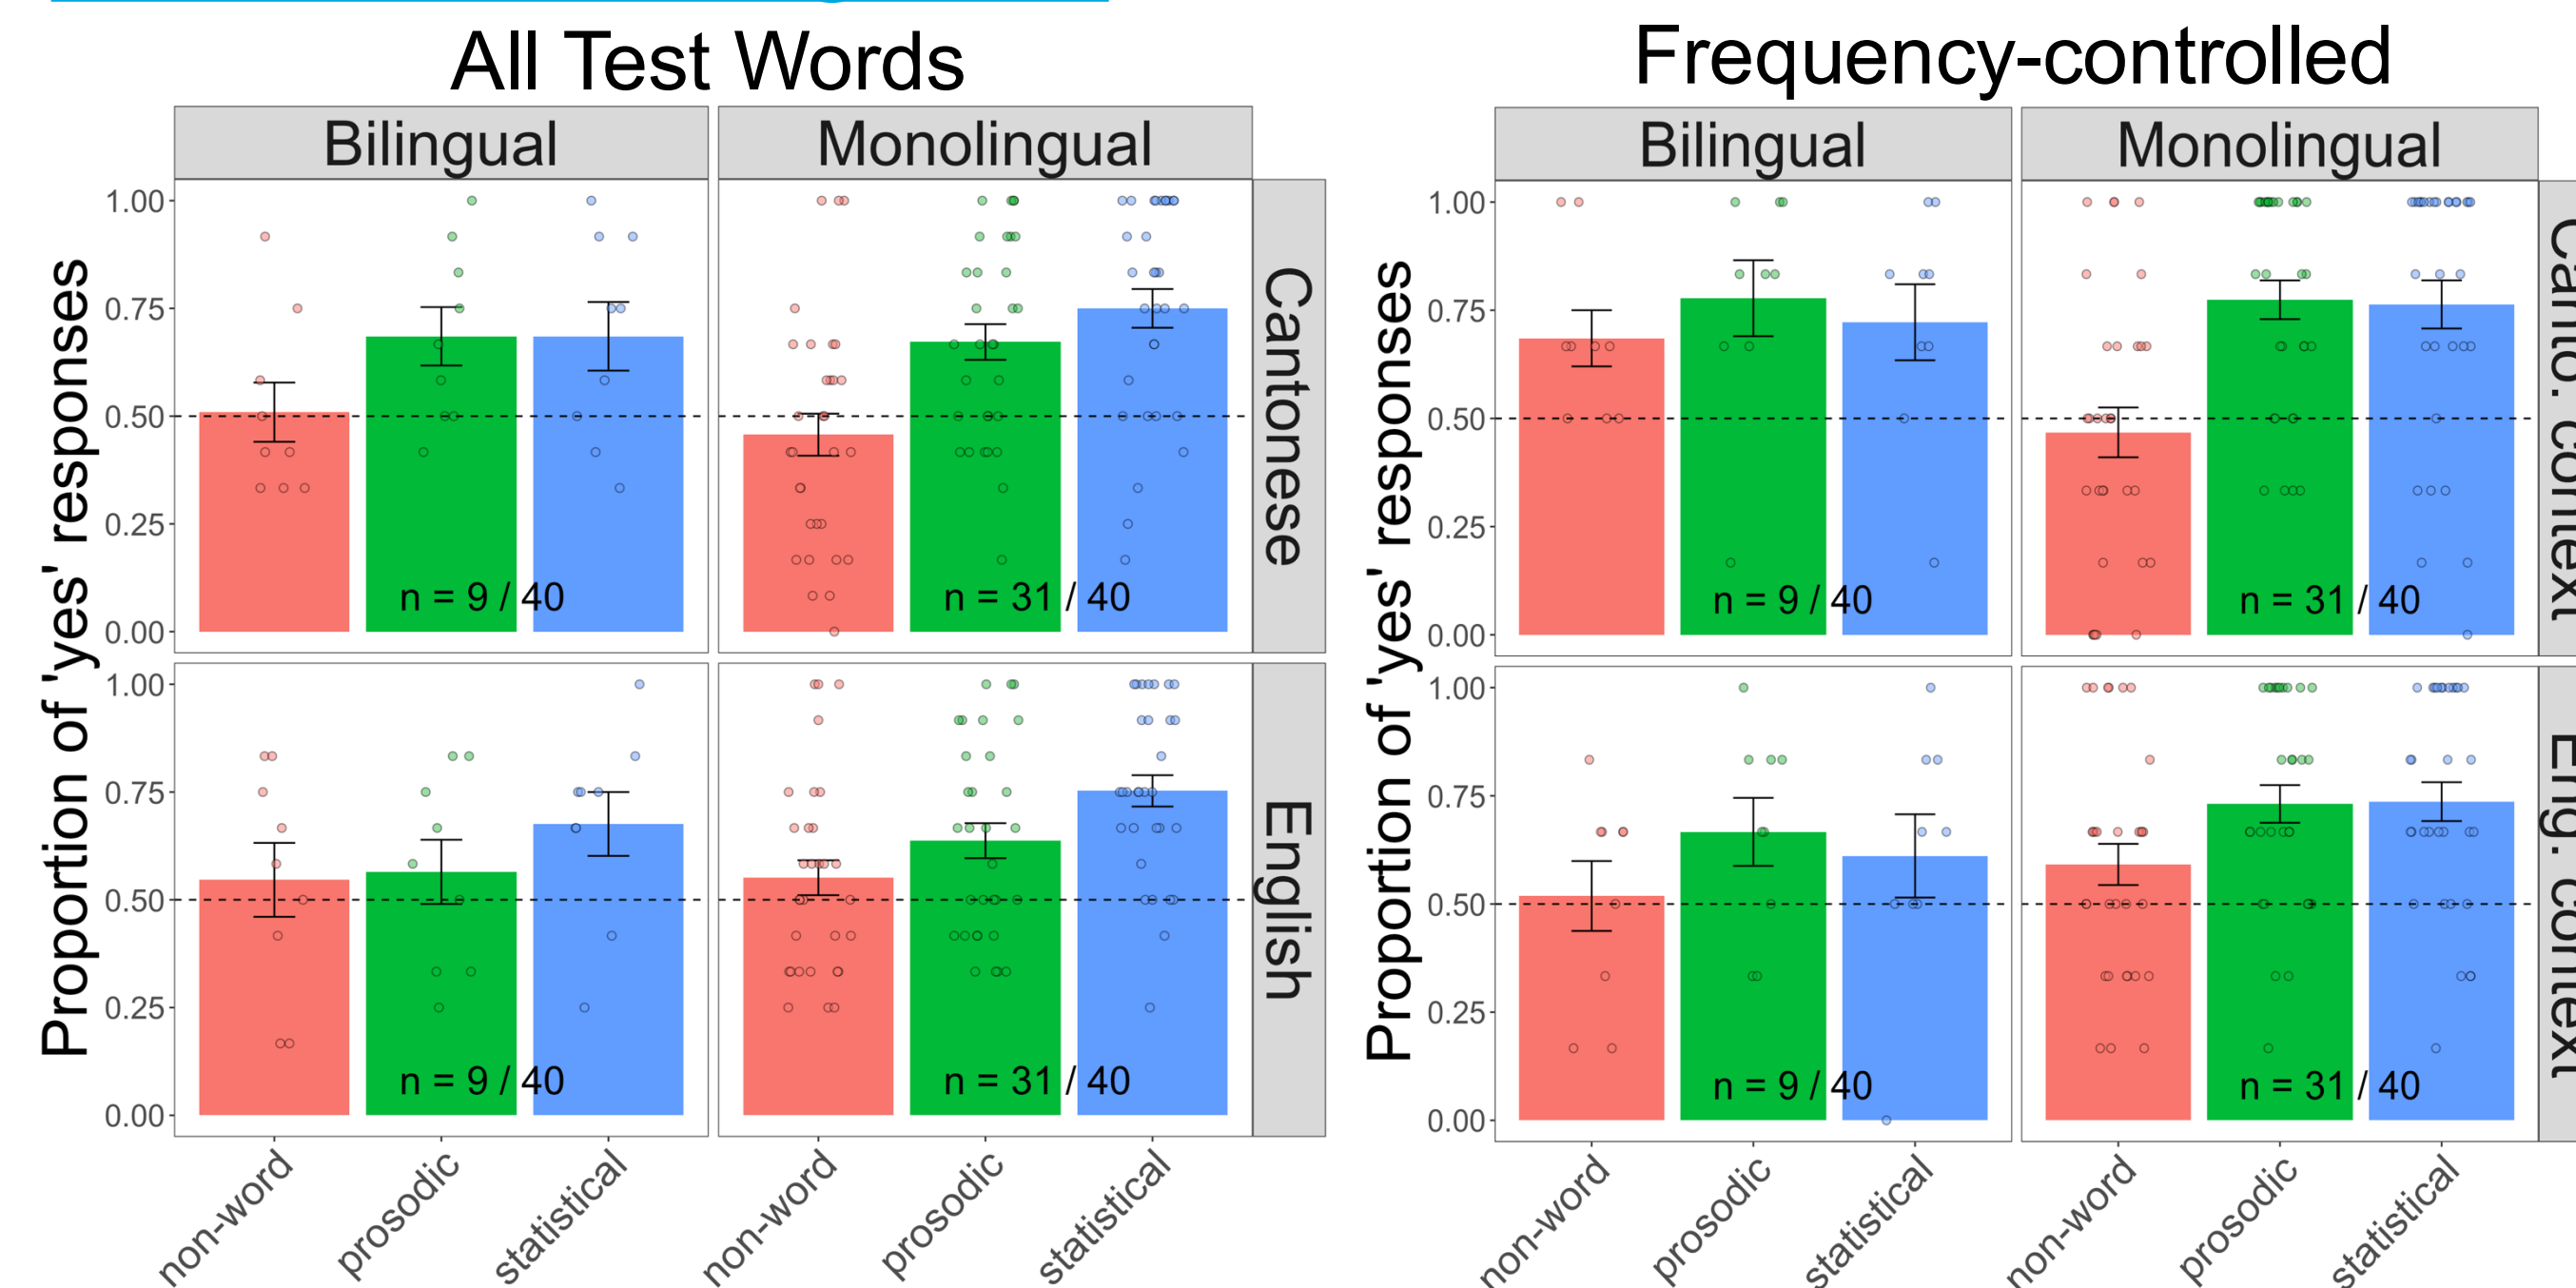 All Test Words
Bilingual
Monolingual
Proportion of 'yes' responses
1.00
0.75
0.50
0.25
0.00
n = 9 / 40
n = 31 / 40
Cantonese
1.00
0.75
0.50
0.25
0.00
n = 9 / 40
n = 31 / 40
English
non-word
prosodic
statistical
non-word
prosodic
statistical
Frequency-controlled
Bilingual
Monolingual
Proportion of 'yes' responses
1.00
0.75
0.50
0.25
0.00
n = 9 / 40
n = 31 / 40
Canto. context
1.00
0.75
0.50
0.25
0.00
n = 9 / 40
n = 31 / 40
Eng. context
non-word
prosodic
statistical
non-word
prosodic
statistical